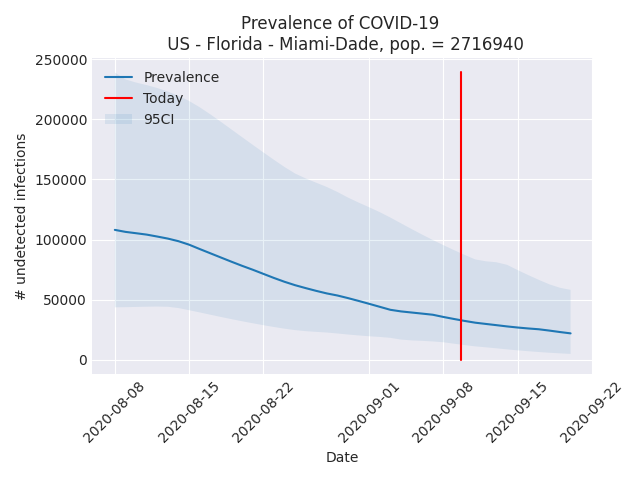 Prevalence of COVID-19
US - Florida - Miami-Dade, pop. = 2716940
250000
200000
150000
100000
50000
0
# undetected infections
Prevalence
Today
95CI
2020-08-08
2020-08-15
2020-08-22
2020-09-01
2020-09-08
2020-09-15
2020-09-22
Date